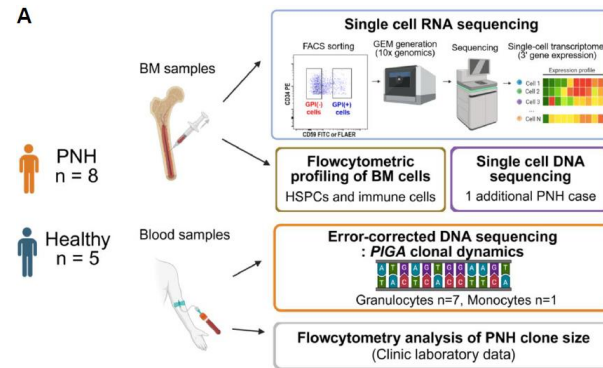 A
Single cell RNA sequencing
FACS sorting
GEM generation
(10x genomics)
Sequencing
Single-cell transcriptome
(3' gene expression)
CD34 PE
GPI(-)
cells
GPI(+)
cells
CD59 FITC or FLAER
Expression profile
Cell 1
Cell 2
Cell 3
...
Cell N
BM samples
PNH
n = 8
Flowcytometric
profiling of BM cells
HSPCs and immune cells
Single cell DNA
sequencing
1 additional PNH case
Healthy
n = 5
Blood samples
Error-corrected DNA sequencing
: PIGA clonal dynamics
A T G A G T G G A A G T
T A C T C A C C T T C A
Granulocytes n=7, Monocytes n=1
Flowcytometry analysis of PNH clone size
(Clinic laboratory data)